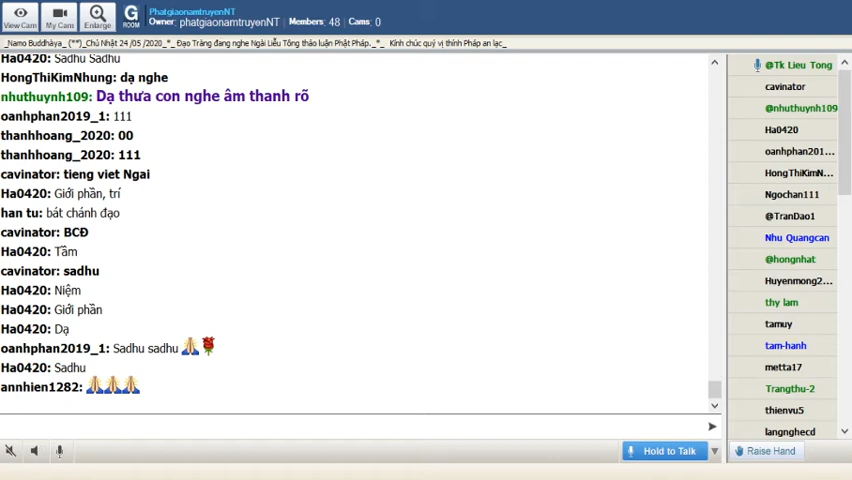 View Cam
My Cam
Enlarge
G
ROOM
PhatgiaonamtruyenNT
Owner: phatgiaonamtruyenNT Members: 48 Cams: 0
_Namo Buddhàya_ (**)_Chủ Nhật 24 /05 /2020_*_ Đạo Tràng đang nghe Ngài Liễu Tông thảo luận Phật Pháp._*_ Kính chúc quý vị thính Pháp an lạc_
Ha0420: Sadhu Sadhu
HongThiKimNhung: dạ nghe
nhuthuynh109: Dạ thưa con nghe âm thanh rõ
oanhphan2019_1: 111
thanhhoang_2020: 00
thanhhoang_2020: 111
cavinator: tieng viet Ngai
Ha0420: Giới phần, trí
han tu: bát chánh đạo
cavinator: BCĐ
Ha0420: Tầm
cavinator: sadhu
Ha0420: Niệm
Ha0420: Giới phần
Ha0420: Dạ
oanhphan2019_1: Sadhu sadhu 🙏🌹
Ha0420: Sadhu
annhien1282: 🙏🙏🙏
Hold to Talk
@Tk Lieu Tong
cavinator
@nhuthuynh109
Ha0420
oanhphan201...
HongThiKimN...
Ngochan111
@TranDao1
Nhu Quangcan
@hongnhat
Huyenmong2...
thy lam
tamuy
tam-hanh
metta17
Trangthu-2
thienvu5
langnghecd
Raise Hand